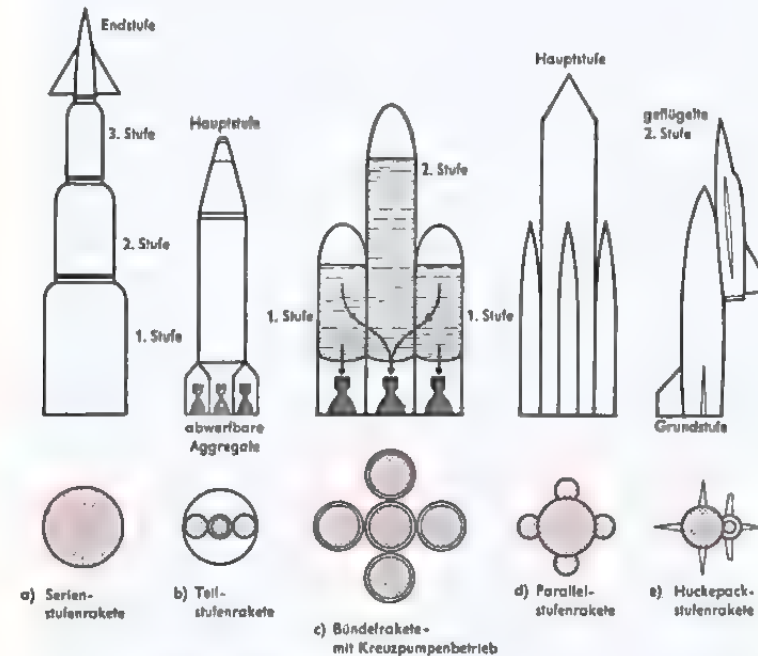 Endstufe
3. Stufe
2. Stufe
1. Stufe
Hauptstufe
abwerfbare
Aggregate
2. Stufe
1. Stufe
1. Stufe
Hauptstufe
geflügelte
2. Stufe
Grundstufe
a) Serien-
stufenrakete
b) Teil-
stufenrakete
c) Bündelrakete-
mit Kreuzpumpenbetrieb
d) Parallel-
stufenrakete
e) Huckepack-
stufenrakete